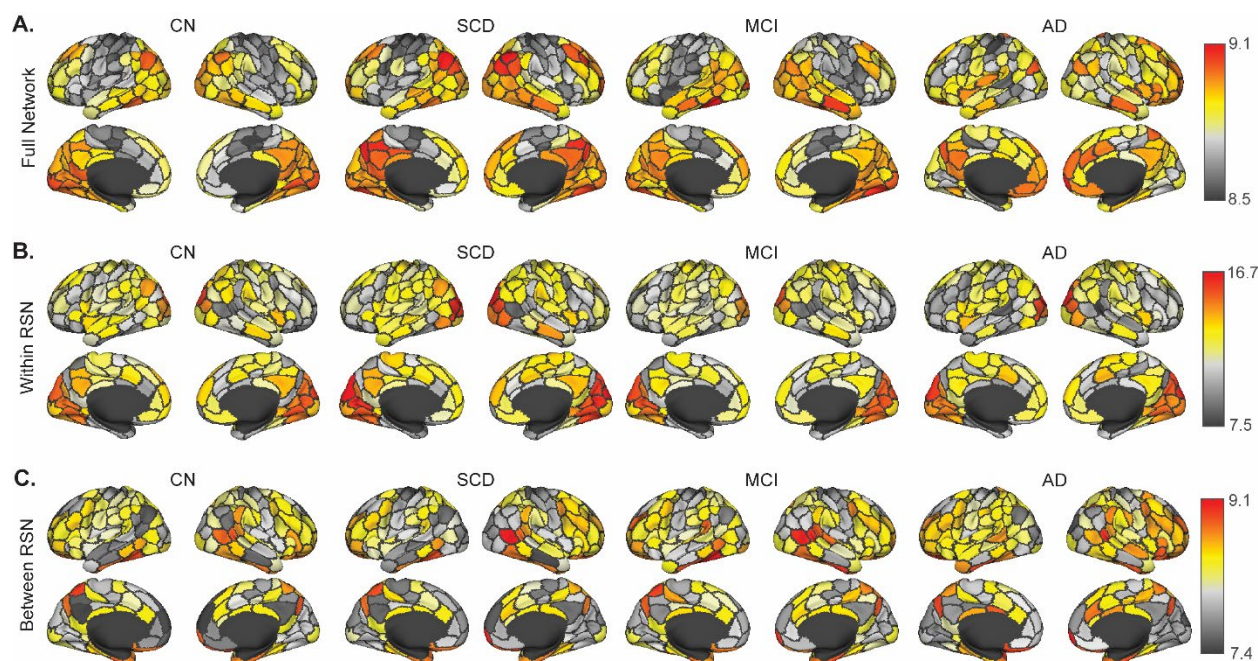 A.
CN SCD MCI AD
Full Network
9.1
8.5
B.
CN SCD MCI AD
Within RSN
16.7
7.5
C.
CN SCD MCI AD
Between RSN
9.1
7.4